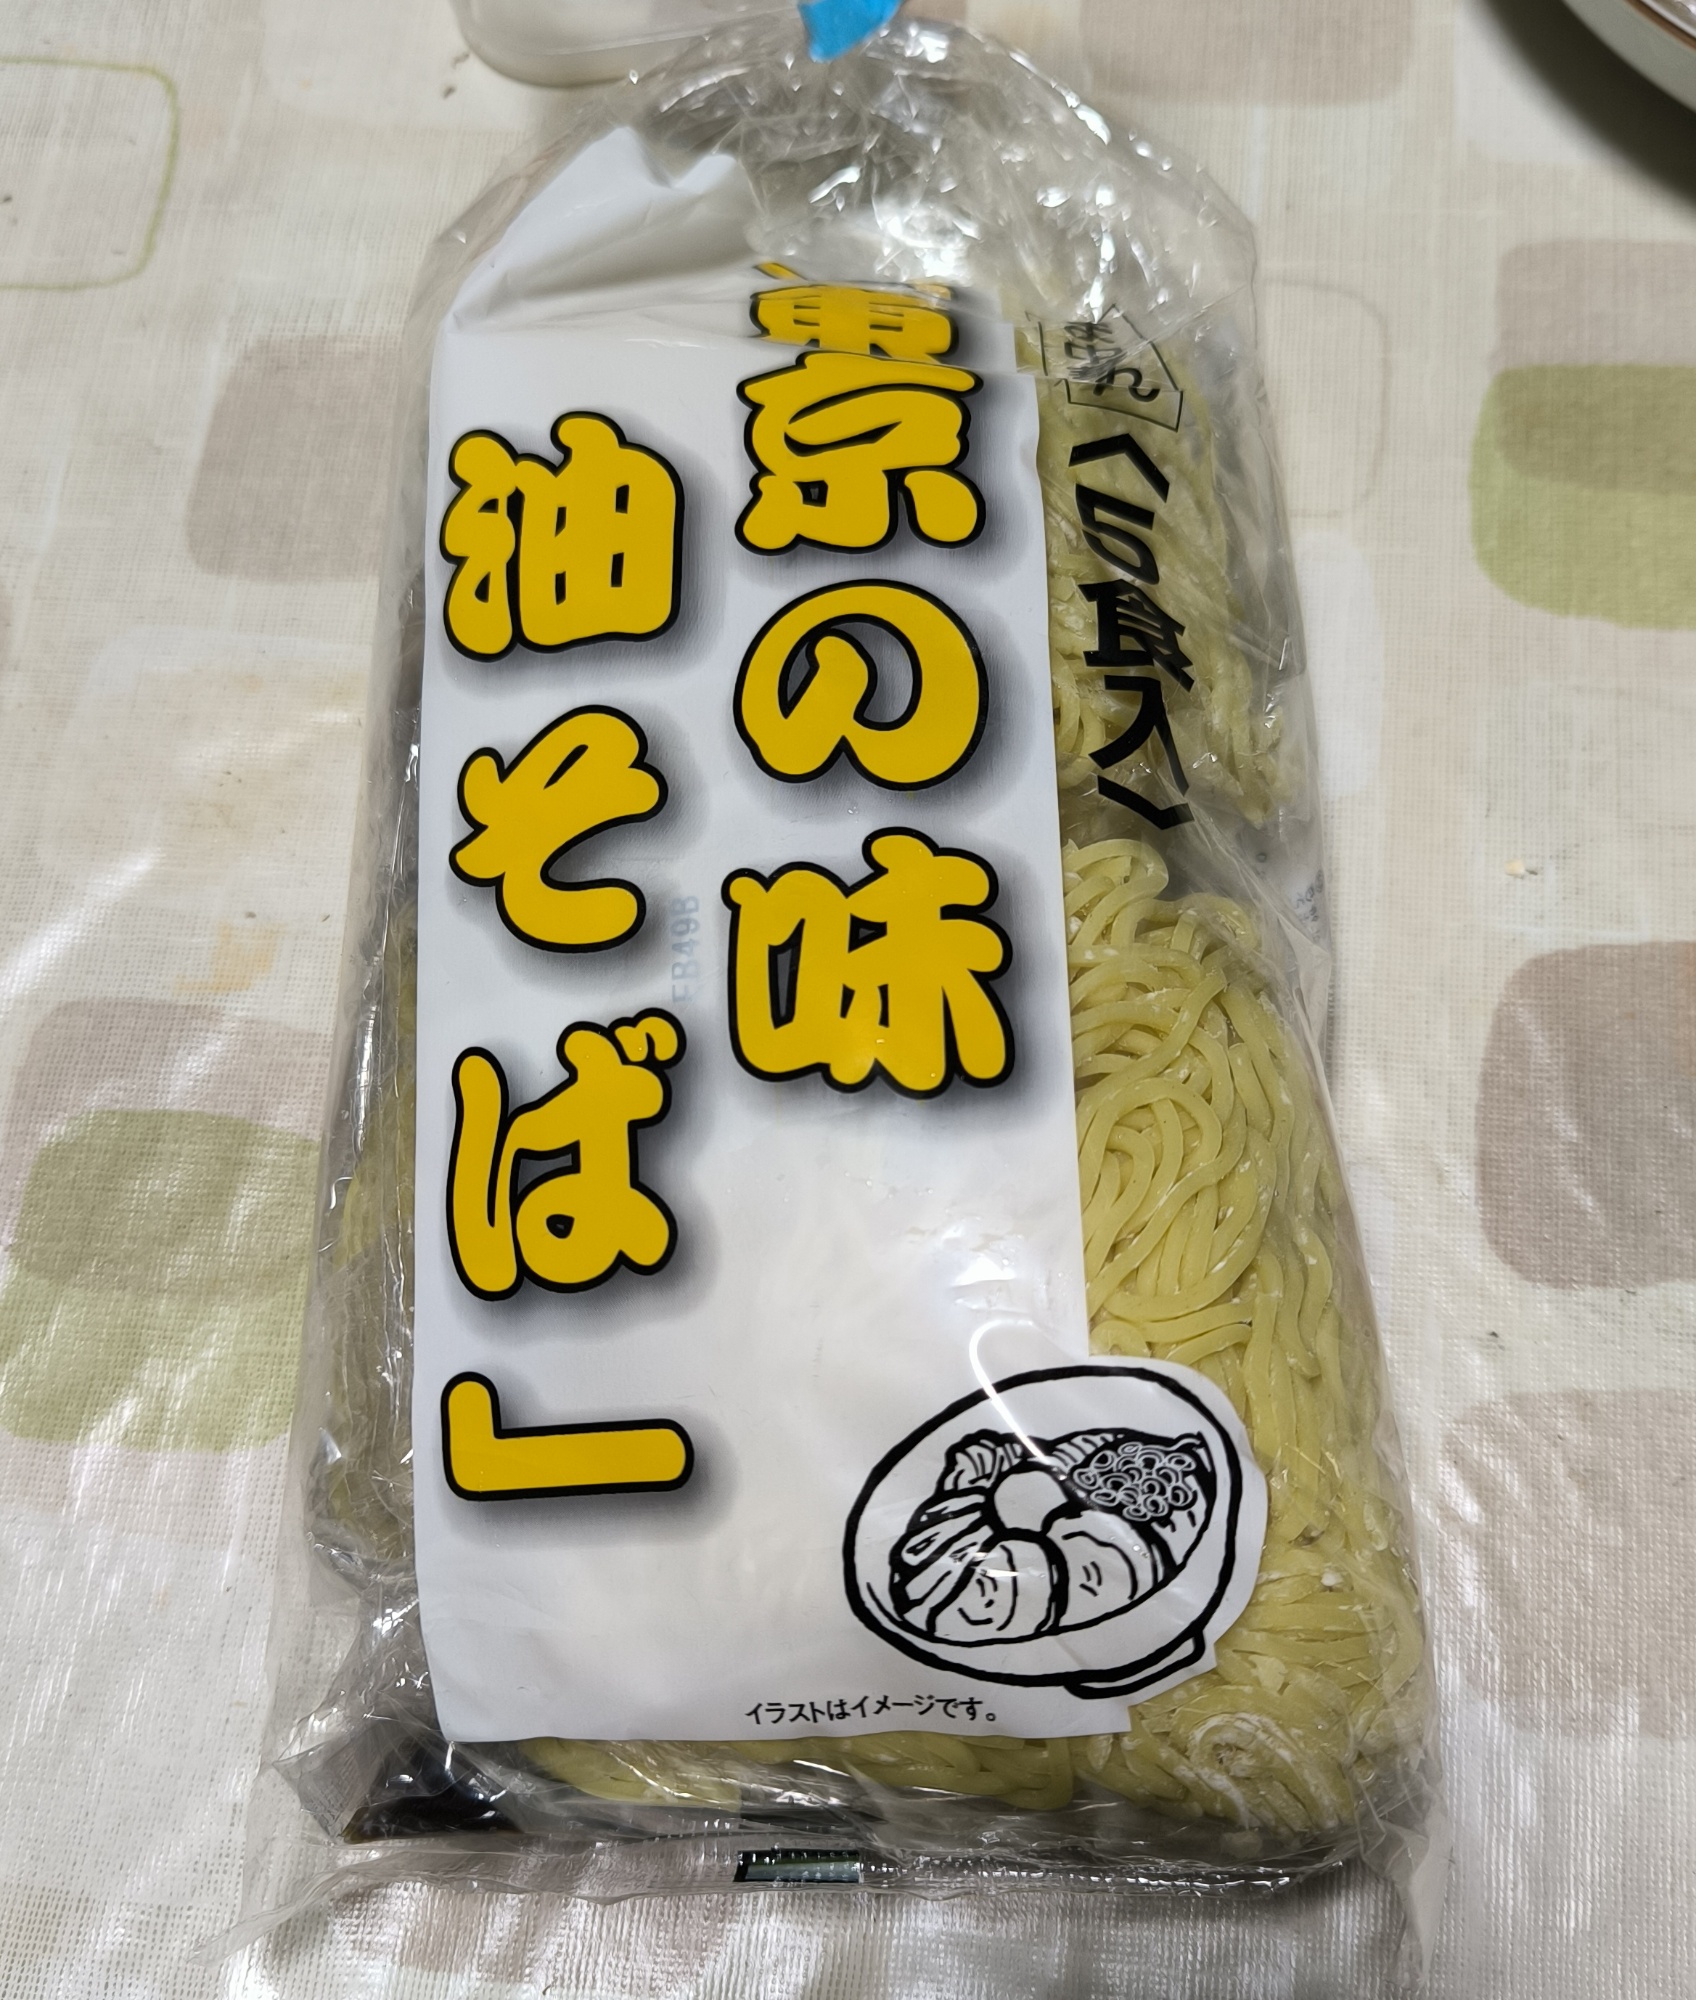 〈5食入〉
東京の味
油そば」
イラストはイメージです。